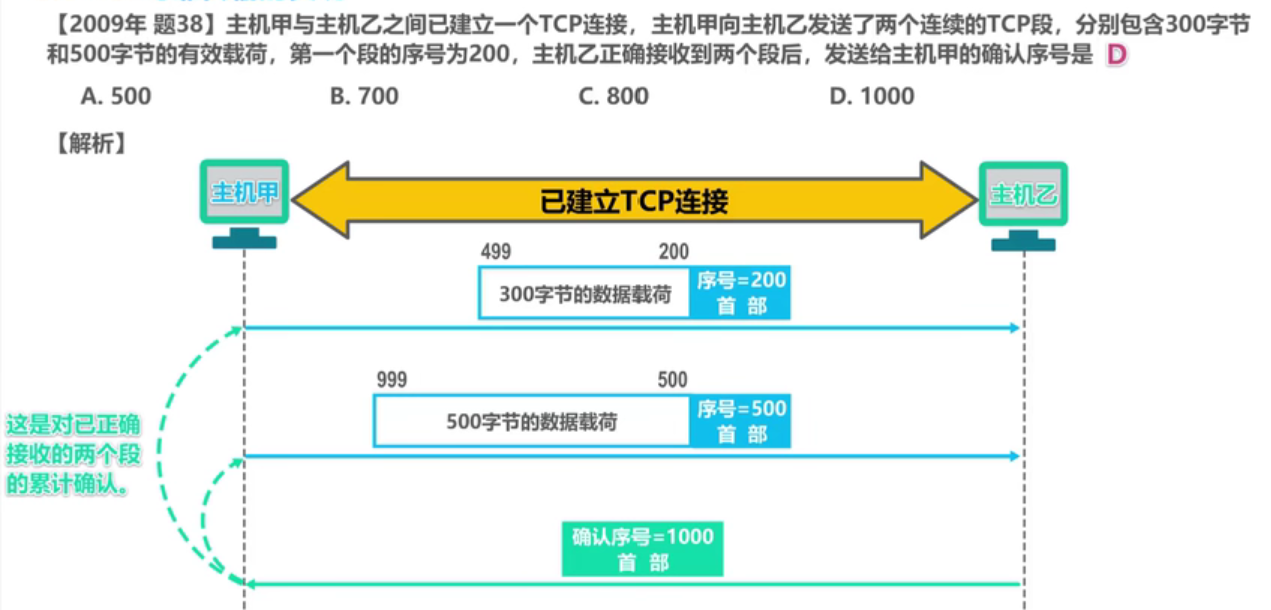 【2009年 题38】主机甲与主机乙之间已建立一个TCP连接，主机甲向主机乙发送了两个连续的TCP段，分别包含300字节
和500字节的有效载荷，第一个段的序号为200，主机乙正确接收到两个段后，发送给主机甲的确认序号是 D
A. 500 B. 700 C. 800 D. 1000
【解析】
主机甲
已建立TCP连接
主机乙
499 200
300字节的数据载荷
序号=200
首 部
999 500
500字节的数据载荷
序号=500
首 部
这是对已正确
接收的两个段
的累计确认。
确认序号=1000
首 部